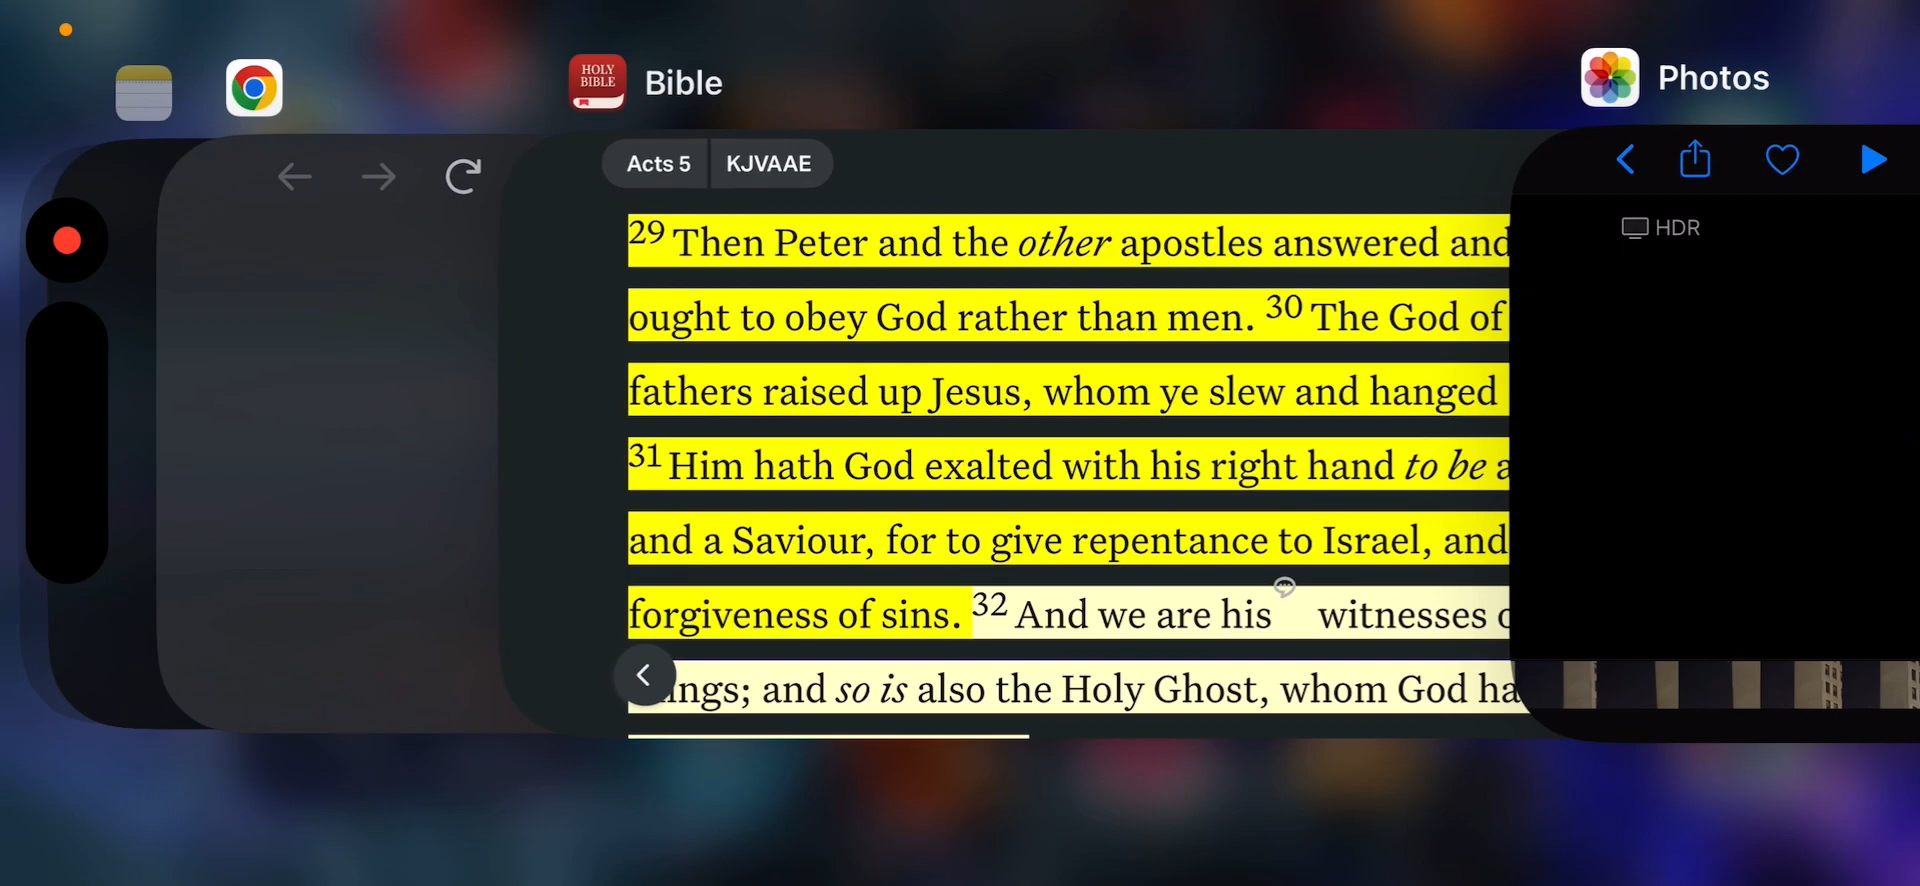 HOLY
BIBLE
Bible
Photos
Acts 5 KJVAAE
HDR
29 Then Peter and the other apostles answered and
ought to obey God rather than men. 30 The God of
fathers raised up Jesus, whom ye slew and hanged
31 Him hath God exalted with his right hand to be a
and a Saviour, for to give repentance to Israel, and
forgiveness of sins. 32 And we are his witnesses
ngs; and so is also the Holy Ghost, whom God ha